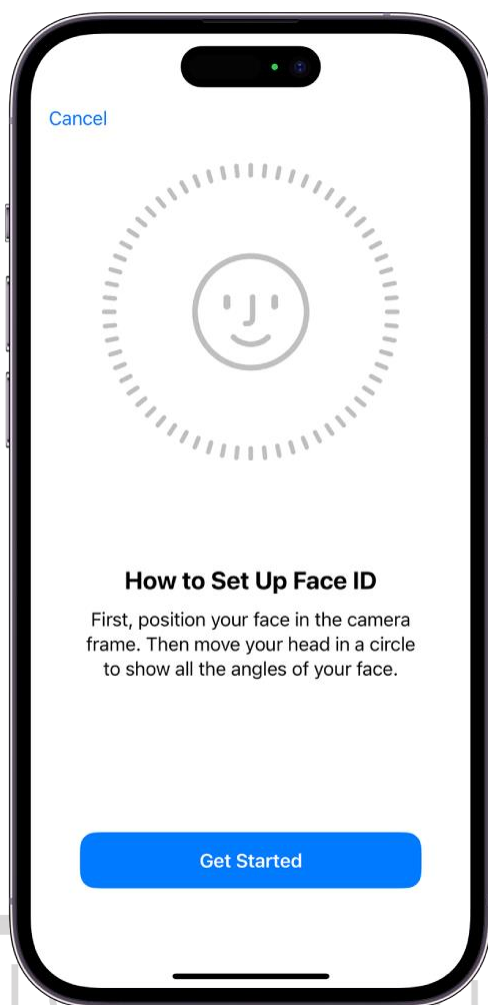 Cancel
How to Set Up Face ID
First, position your face in the camera
frame. Then move your head in a circle
to show all the angles of your face.
Get Started